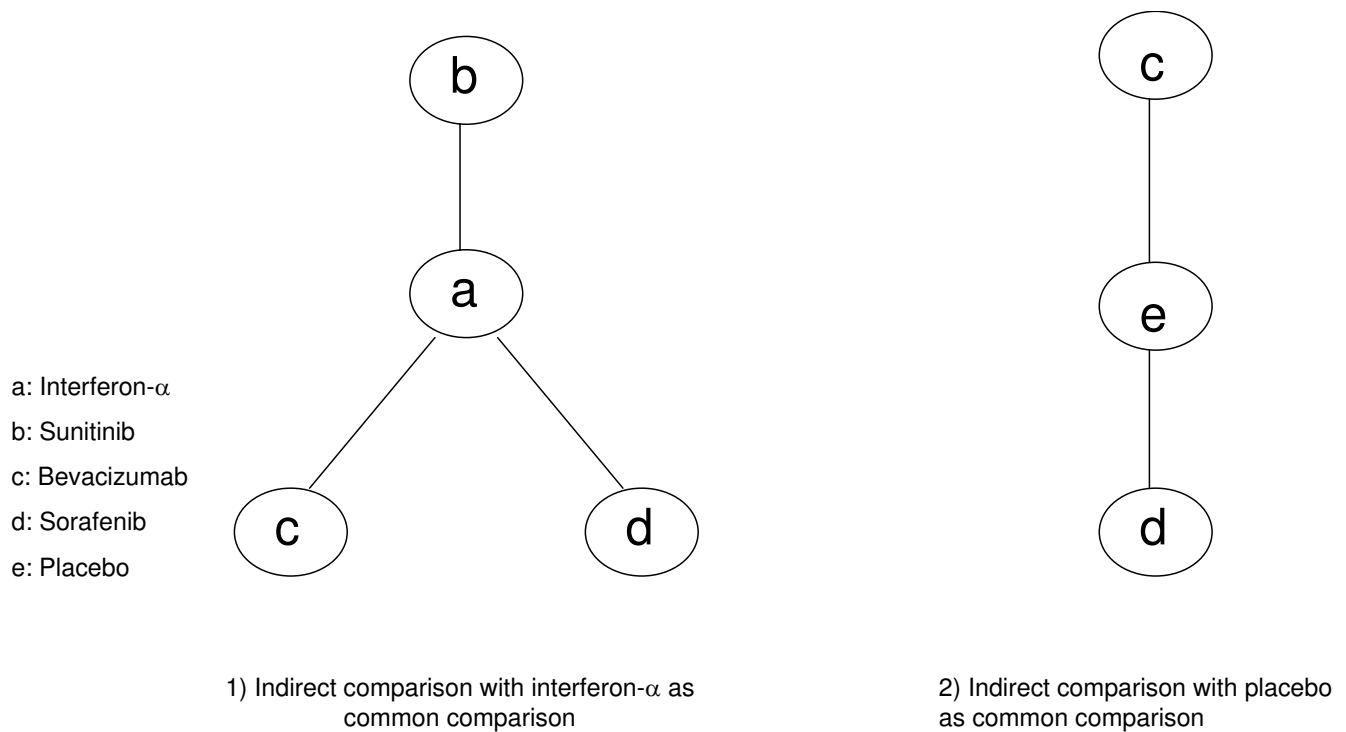 b
a
c
d
a: Interferon-α
b: Sunitinib
c: Bevacizumab
d: Sorafenib
e: Placebo
1) Indirect comparison with interferon-α as
common comparison
c
e
d
2) Indirect comparison with placebo
as common comparison